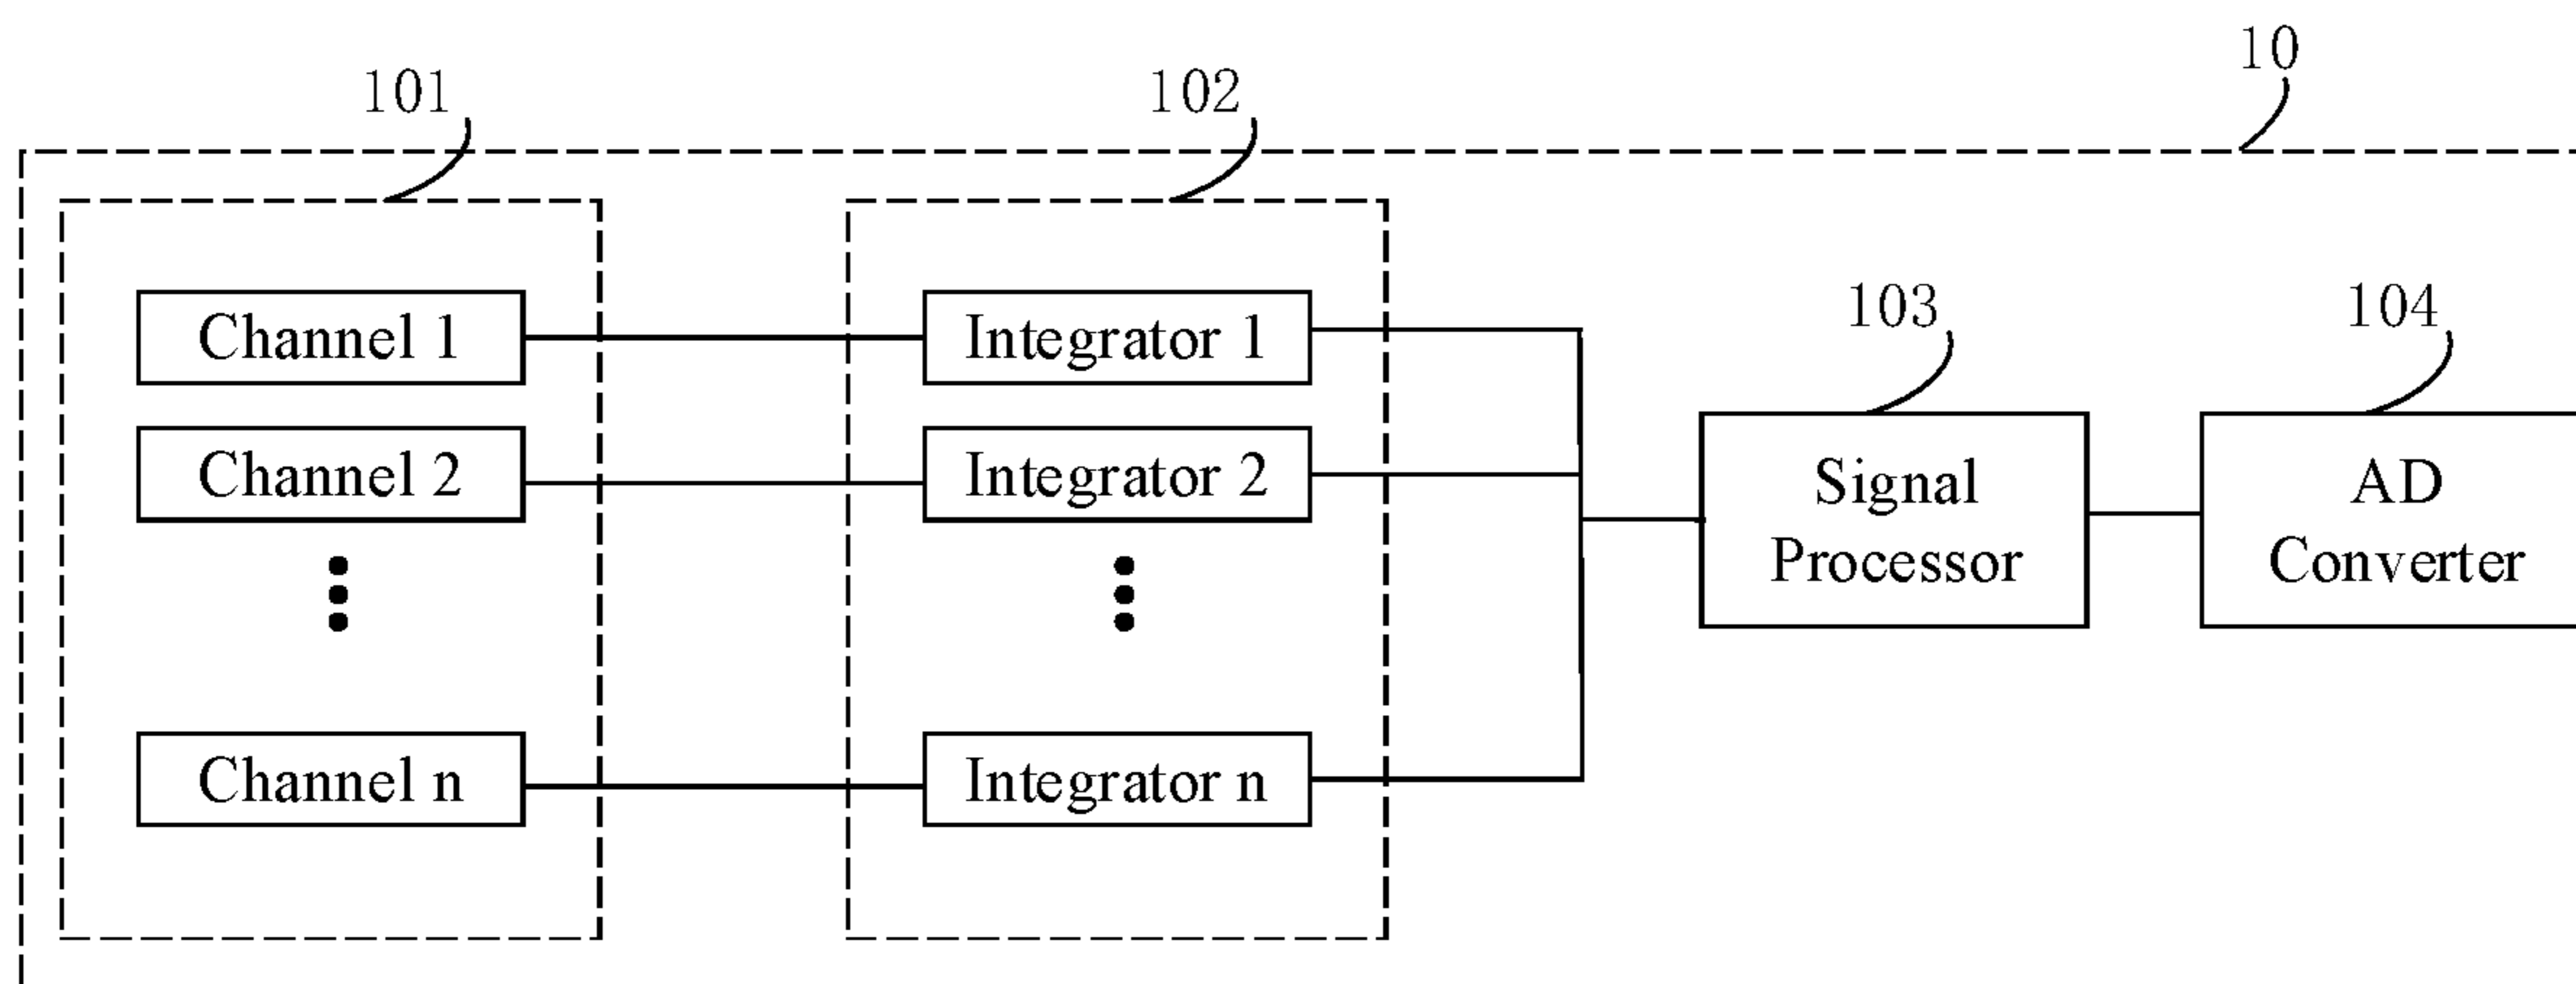 10
101
102
Channel 1
Integrator 1
103
104
Channel 2
Integrator 2
Signal
Processor
AD
Converter
Channel n
Integrator n